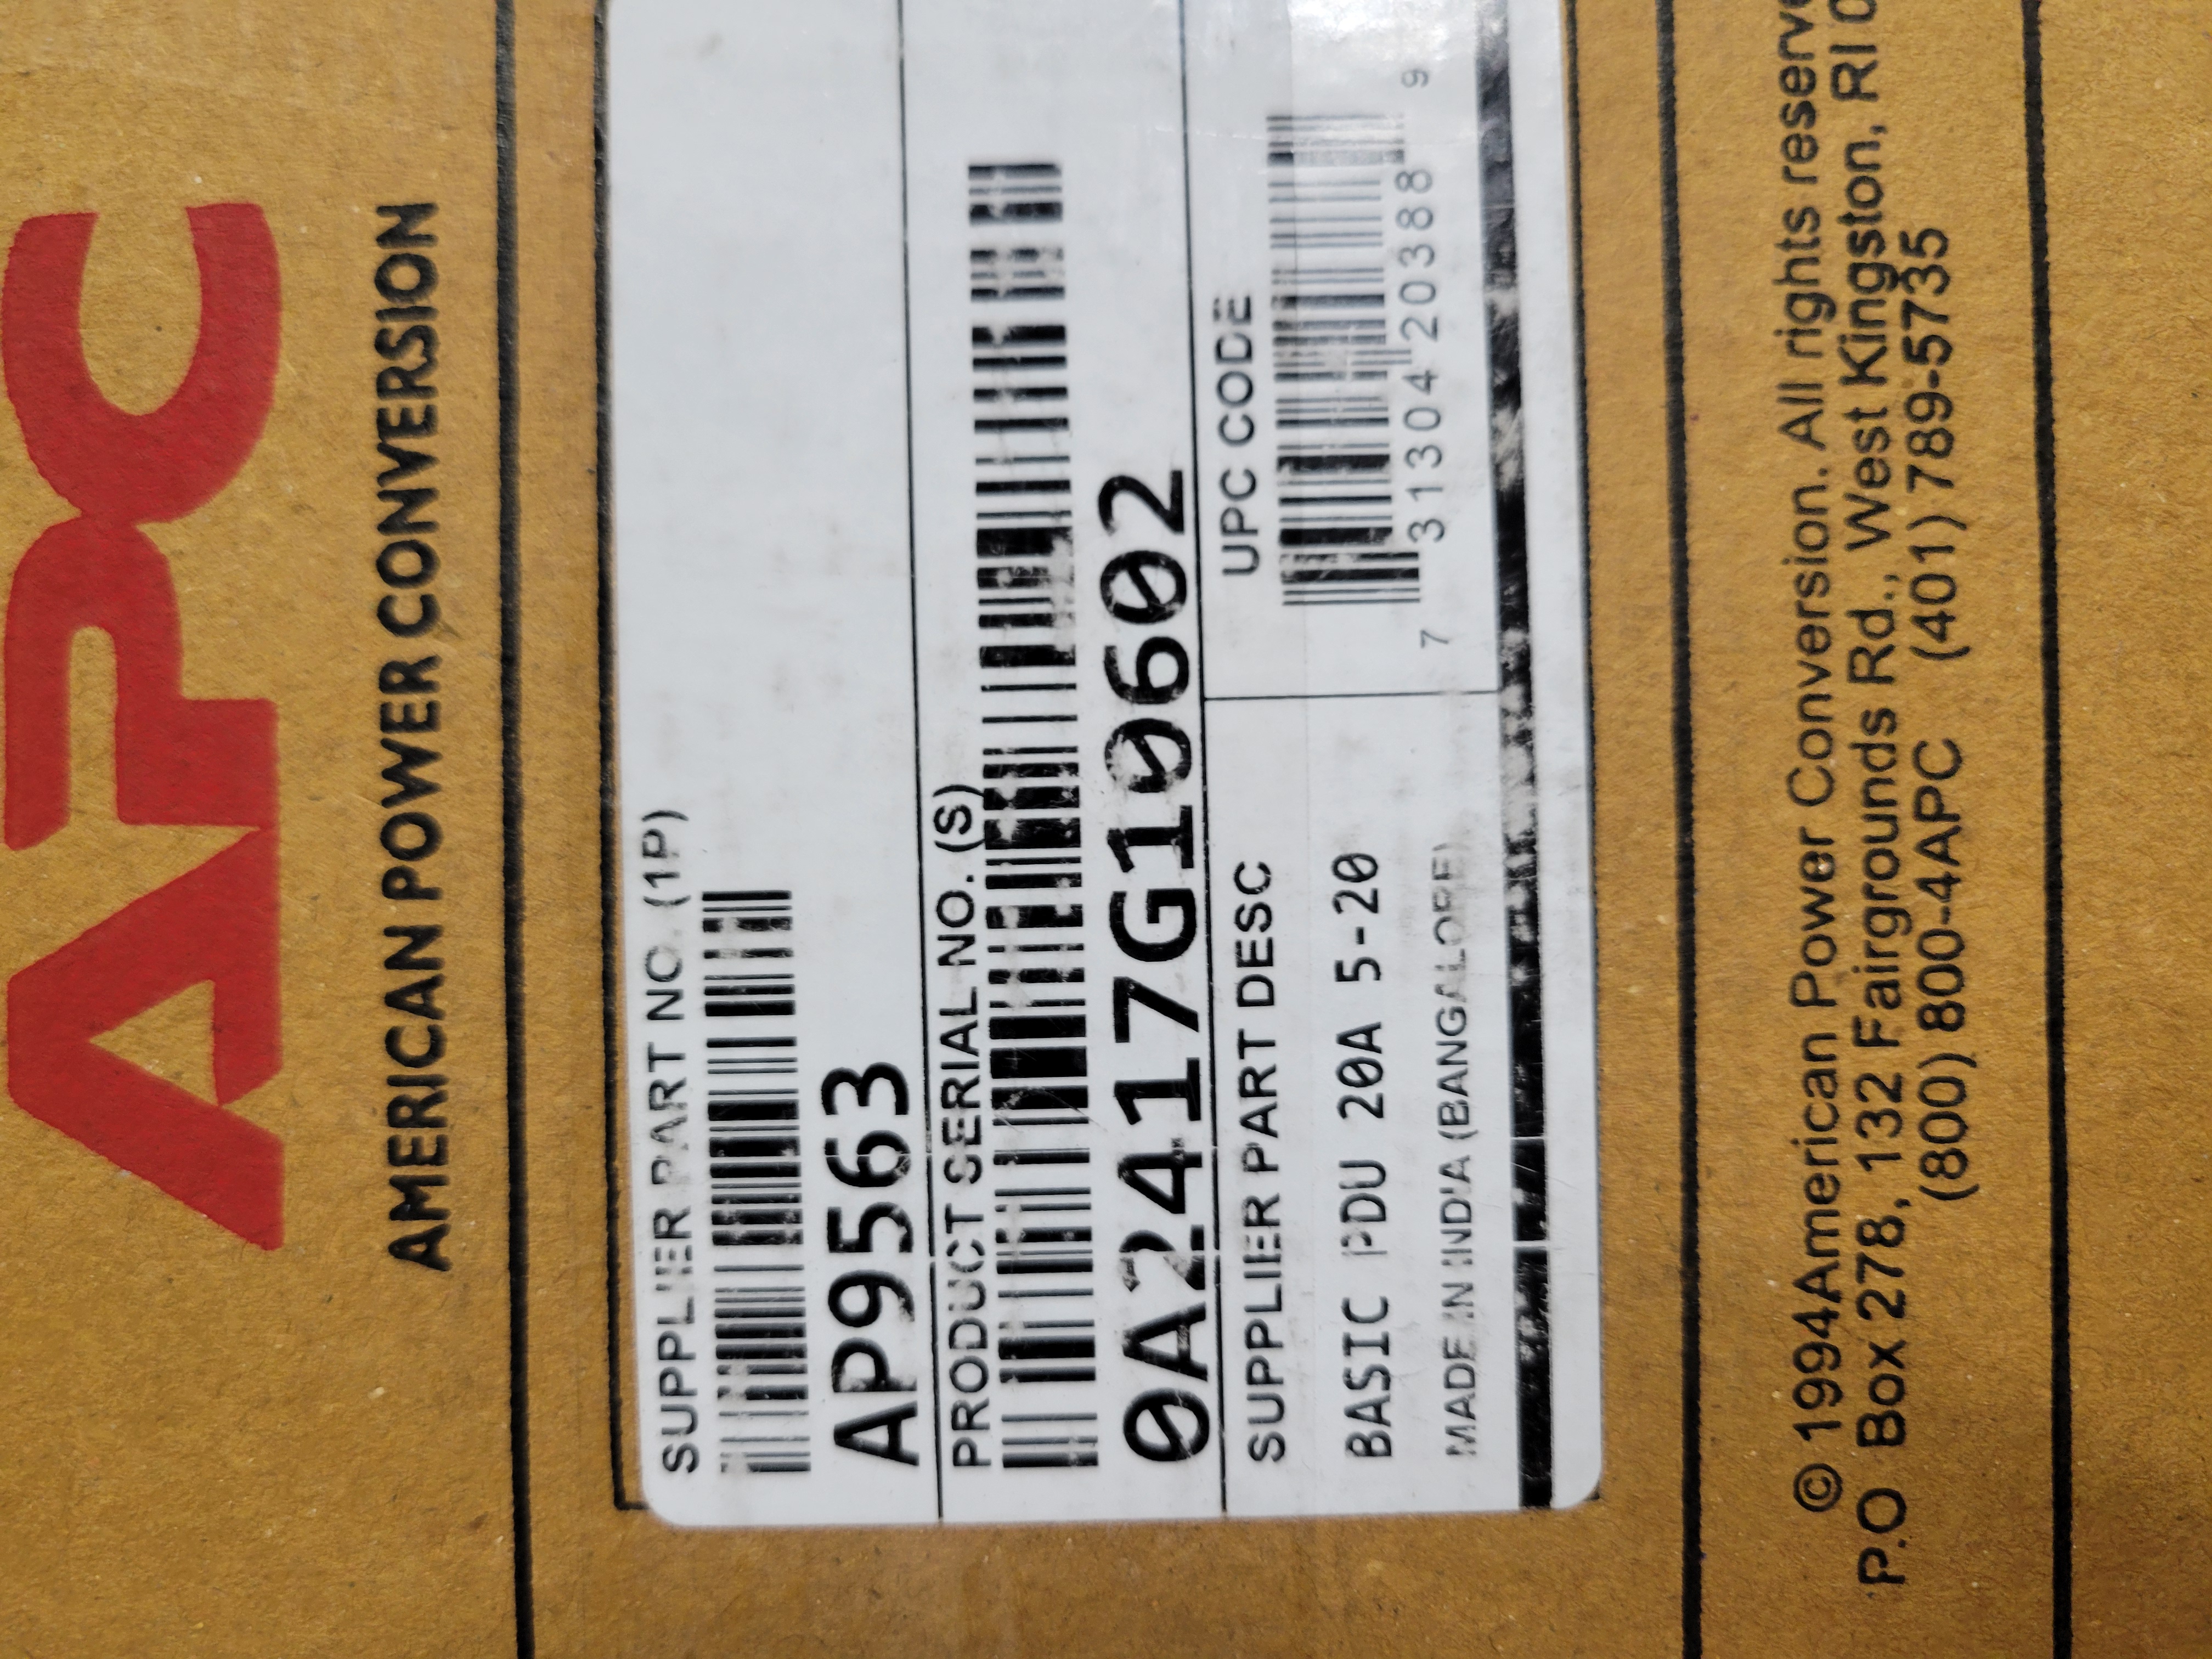 APC
AMERICAN POWER CONVERSION
SUPPLIER PART NO. (1P)
AP9563
PRODUCT SERIAL NO. (S)
0A2417G10602
SUPPLIER PART DESC
BASIC PDU 20A 5-20
MADE IN INDIA (BANGALORE)
UPC CODE
7 31304 20388 9
© 1994American Power Conversion. All rights reserve
P.O Box 278, 132 Fairgrounds Rd., West Kingston, RI 0
(800) 800-4APC (401) 789-5735